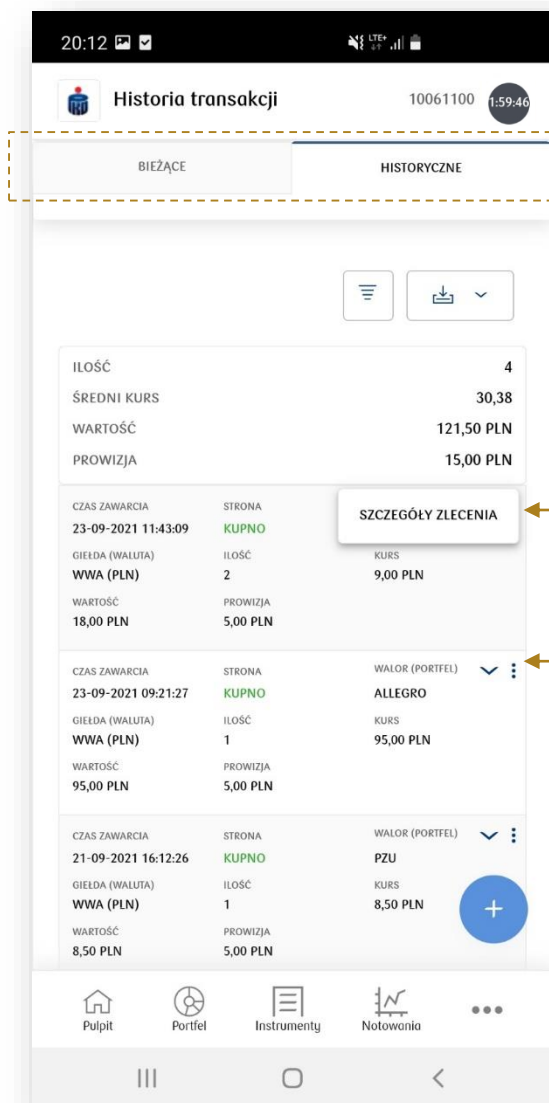 20:12 LTE+
Historia transakcji 10061100 1:59:46
BIEŻĄCE HISTORYCZNE
ILOŚĆ 4
ŚREDNI KURS 30,38
WARTOŚĆ 121,50 PLN
PROWIZJA 15,00 PLN
CZAS ZAWARCIA STRONA
SZCZEGÓŁY ZLECENIA
23-09-2021 11:43:09 KUPNO
GIEŁDA (WALUTA) ILOŚĆ KURS
WWA (PLN) 2 9,00 PLN
WARTOŚĆ PROWIZJA
18,00 PLN 5,00 PLN
CZAS ZAWARCIA STRONA WALOR (PORTFEL)
23-09-2021 09:21:27 KUPNO ALLEGRO
GIEŁDA (WALUTA) ILOŚĆ KURS
WWA (PLN) 1 95,00 PLN
WARTOŚĆ PROWIZJA
95,00 PLN 5,00 PLN
CZAS ZAWARCIA STRONA WALOR (PORTFEL)
21-09-2021 16:12:26 KUPNO PZU
GIEŁDA (WALUTA) ILOŚĆ KURS
WWA (PLN) 1 8,50 PLN
WARTOŚĆ PROWIZJA
8,50 PLN 5,00 PLN
Pulpit Portfel Instrumenty Notowania